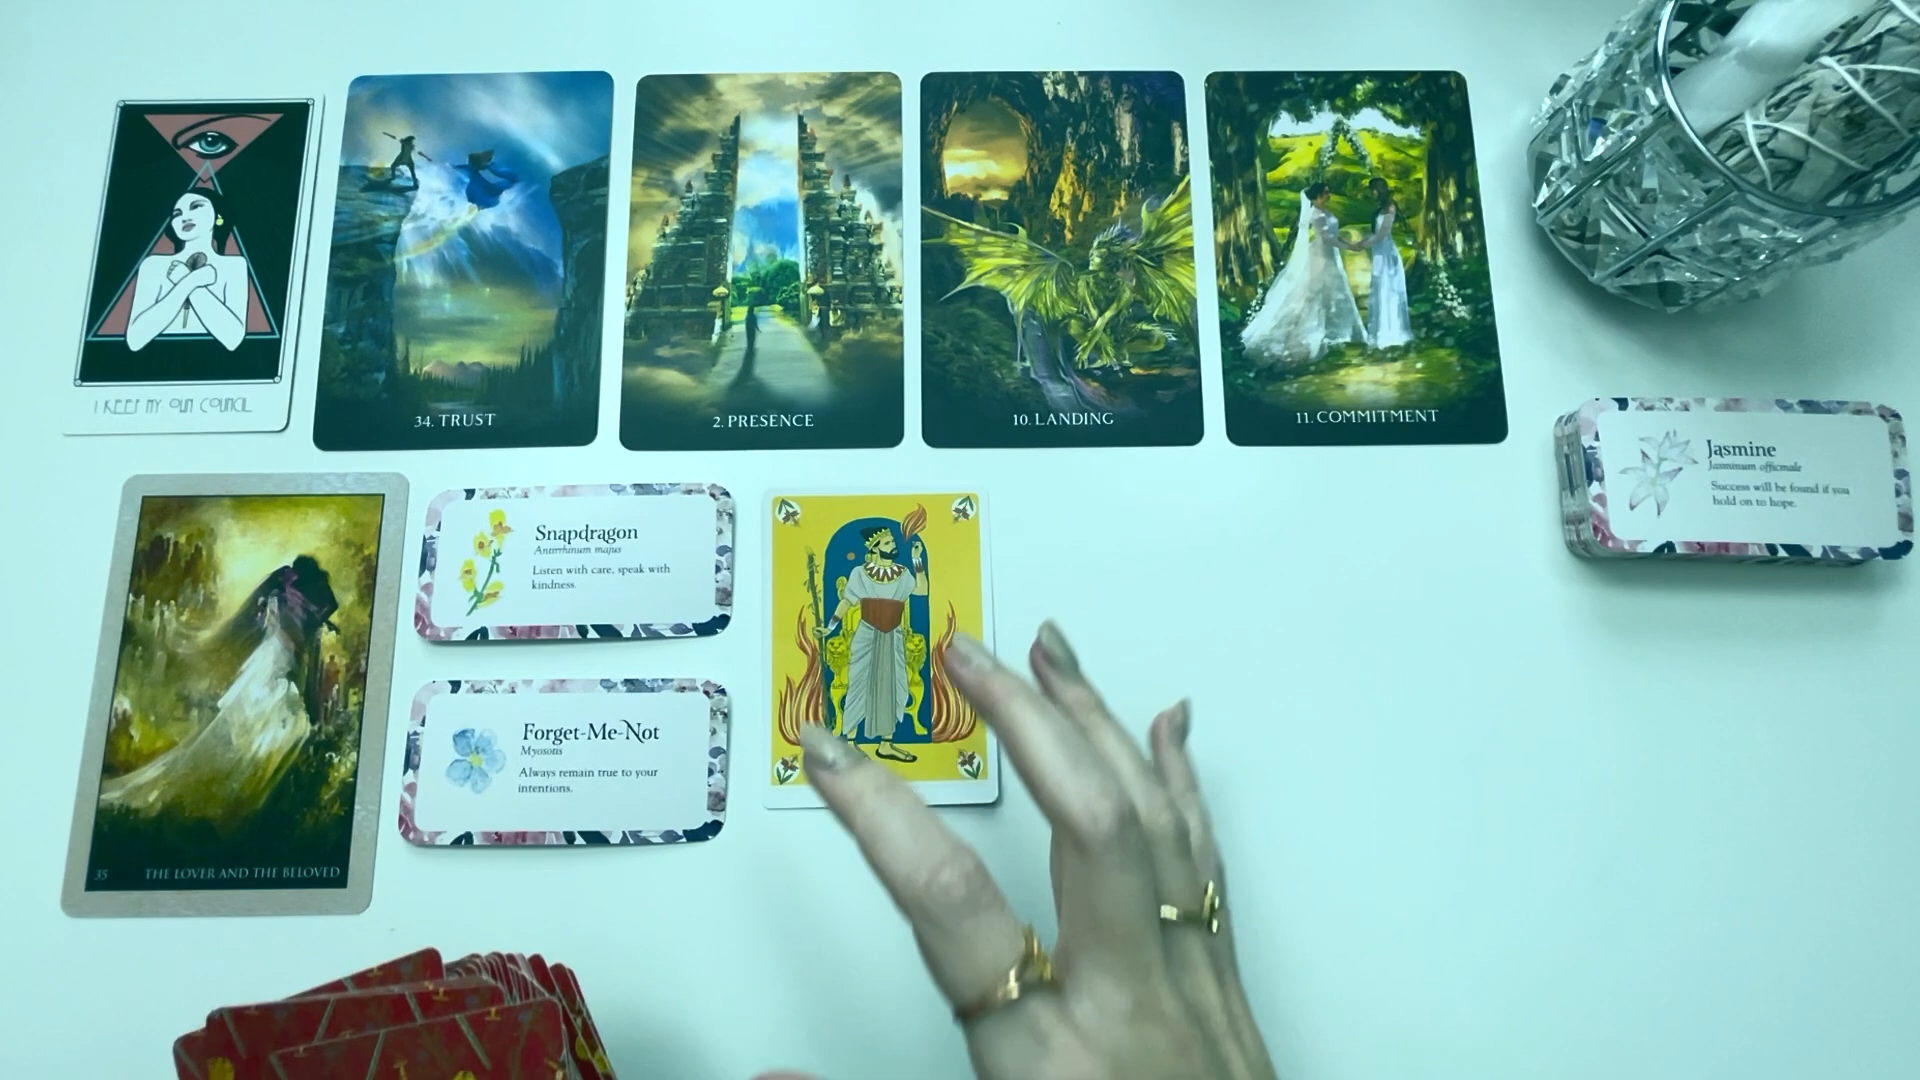 I KEEP MY OWN COUNCIL
34. TRUST
2. PRESENCE
10. LANDING
11. COMMITMENT
Jasmine
Jasminum officinale
Success will be found if you
hold on to hope.
Snapdragon
Antirrhinum majus
Listen with care, speak with
kindness.
Forget-Me-Not
Myosotis
Always remain true to your
intentions.
35 THE LOVER AND THE BELOVED